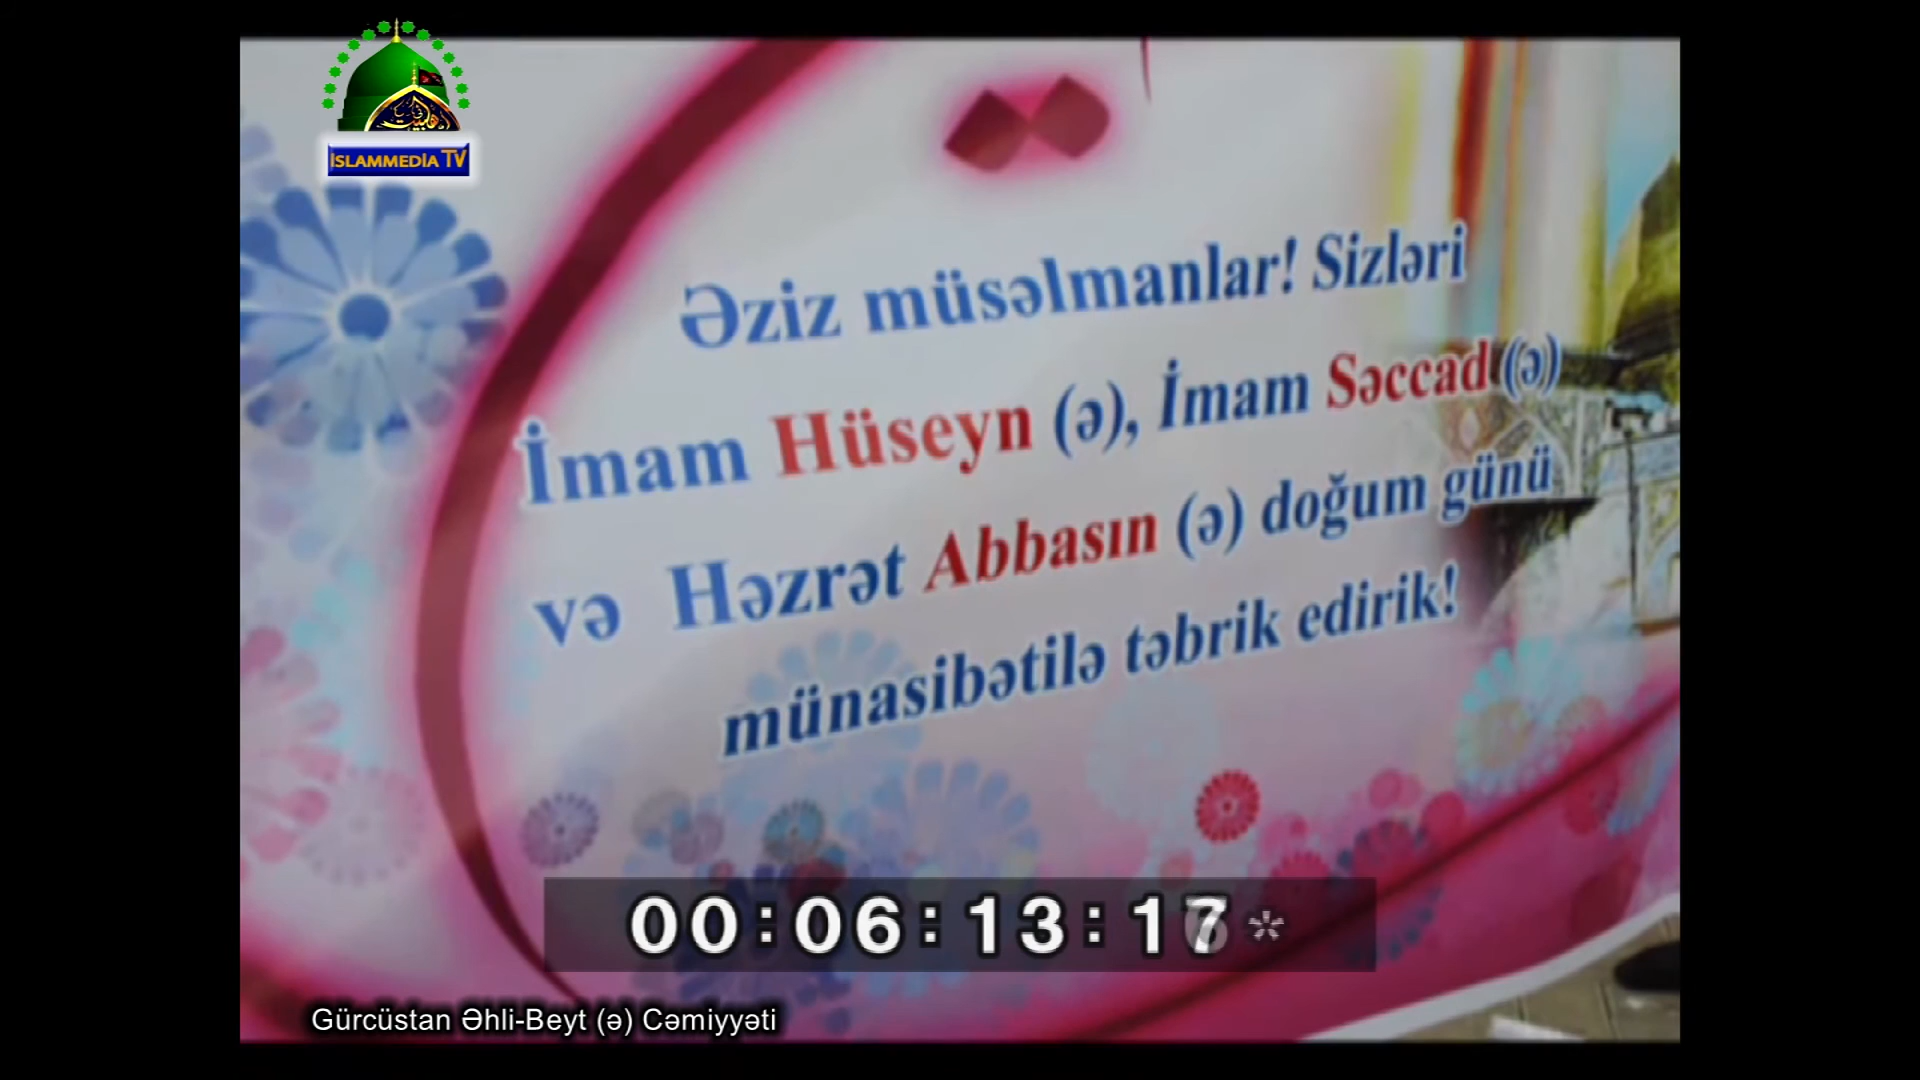 İSLAMMEDİA TV
Əziz müsəlmanlar! Sizləri
İmam Hüseyn (ə), İmam Səccad (ə)
və Həzrət Abbasın (ə) doğum günü
münasibətilə təbrik edirik!
00:06:13:17*
Gürcüstan Əhli-Beyt (ə) Cəmiyyəti